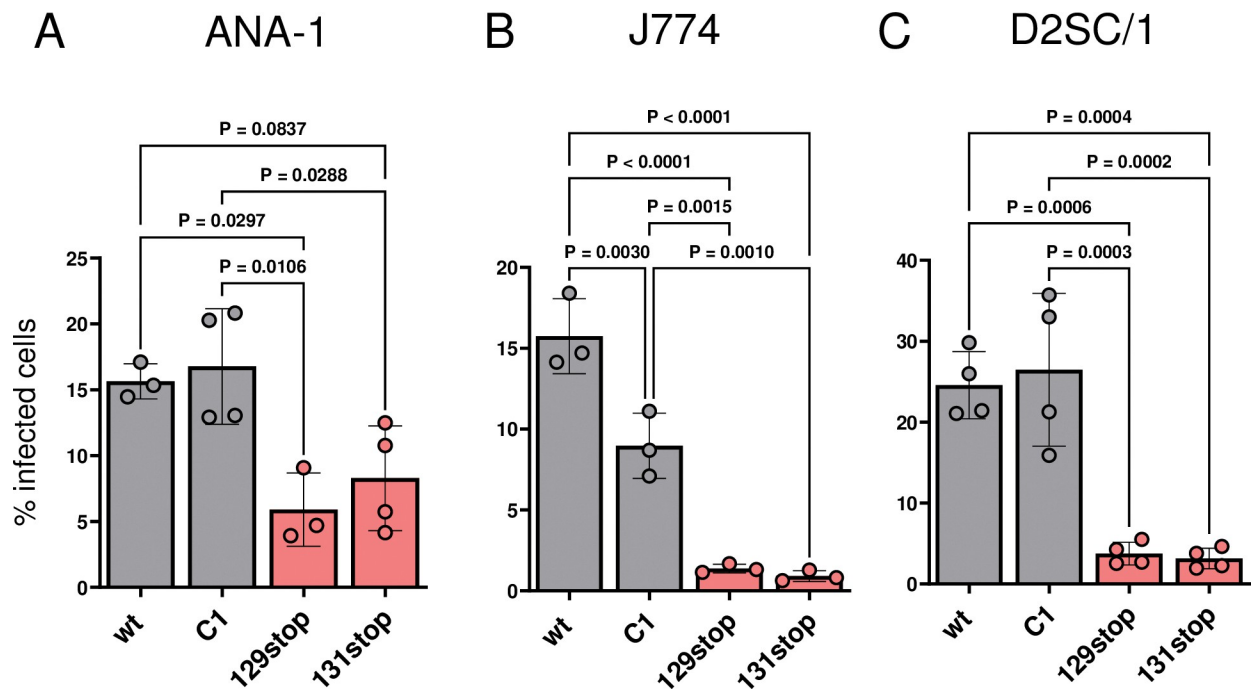 A ANA-1
P = 0.0837
P = 0.0288
P = 0.0297
P = 0.0106
% infected cells
25
20
15
10
5
0
wt C1 129stop 131stop
B J774
P < 0.0001
P < 0.0001
P = 0.0015
P = 0.0030 P = 0.0010
20
15
10
5
0
wt C1 129stop 131stop
C D2SC/1
P = 0.0004
P = 0.0002
P = 0.0006
P = 0.0003
40
30
20
10
0
wt C1 129stop 131stop